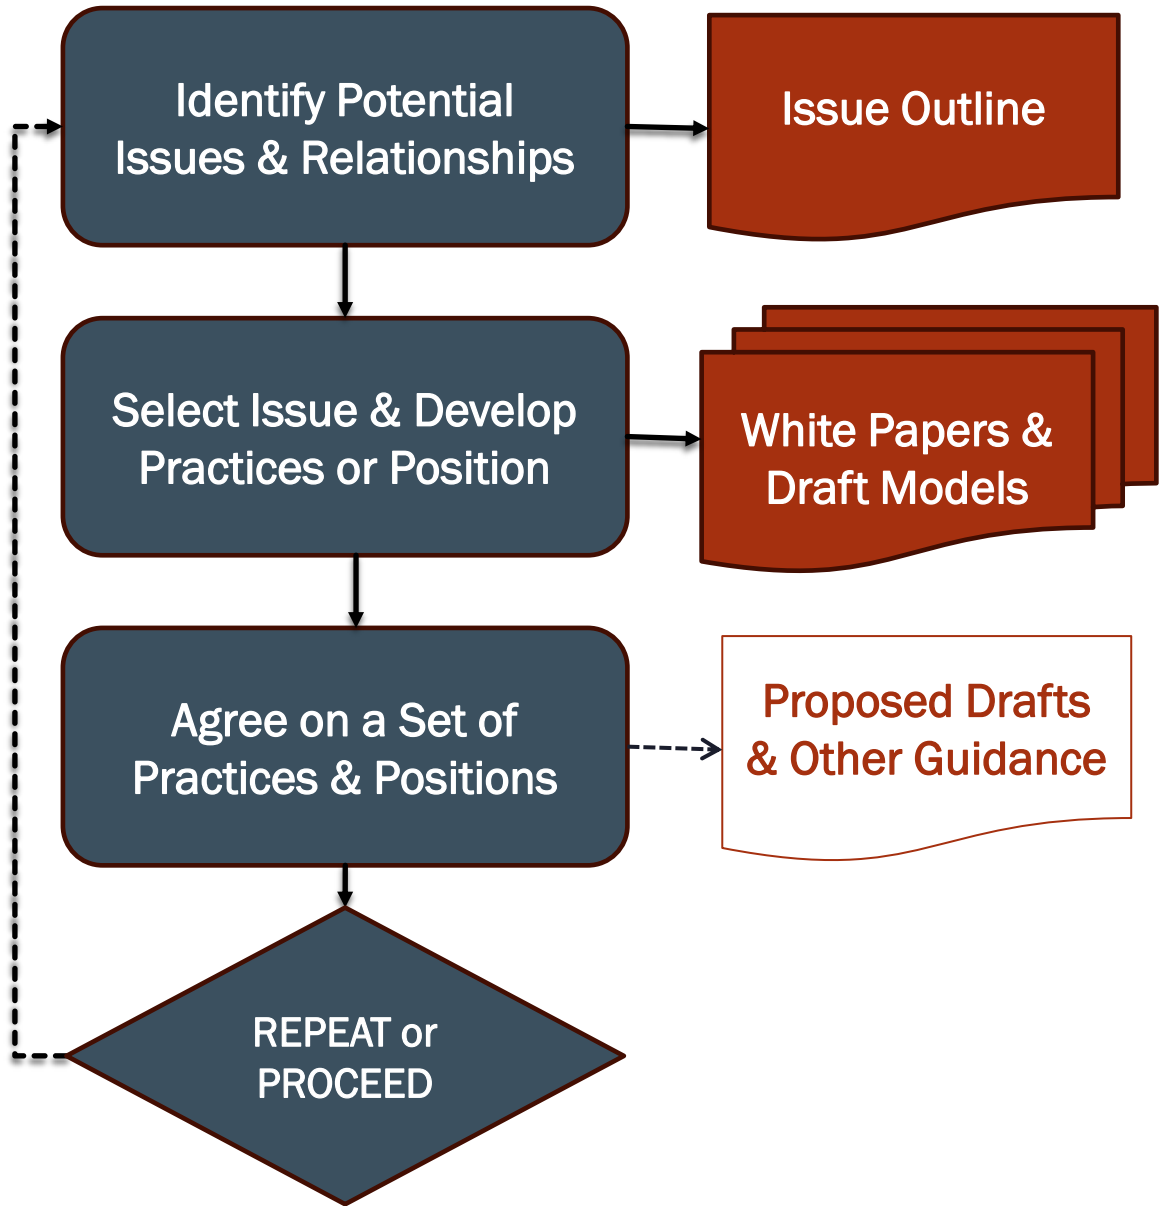 Identify Potential
Issues & Relationships
Issue Outline
Select Issue & Develop
Practices or Position
White Papers &
Draft Models
Agree on a Set of
Practices & Positions
Proposed Drafts
& Other Guidance
REPEAT or
PROCEED